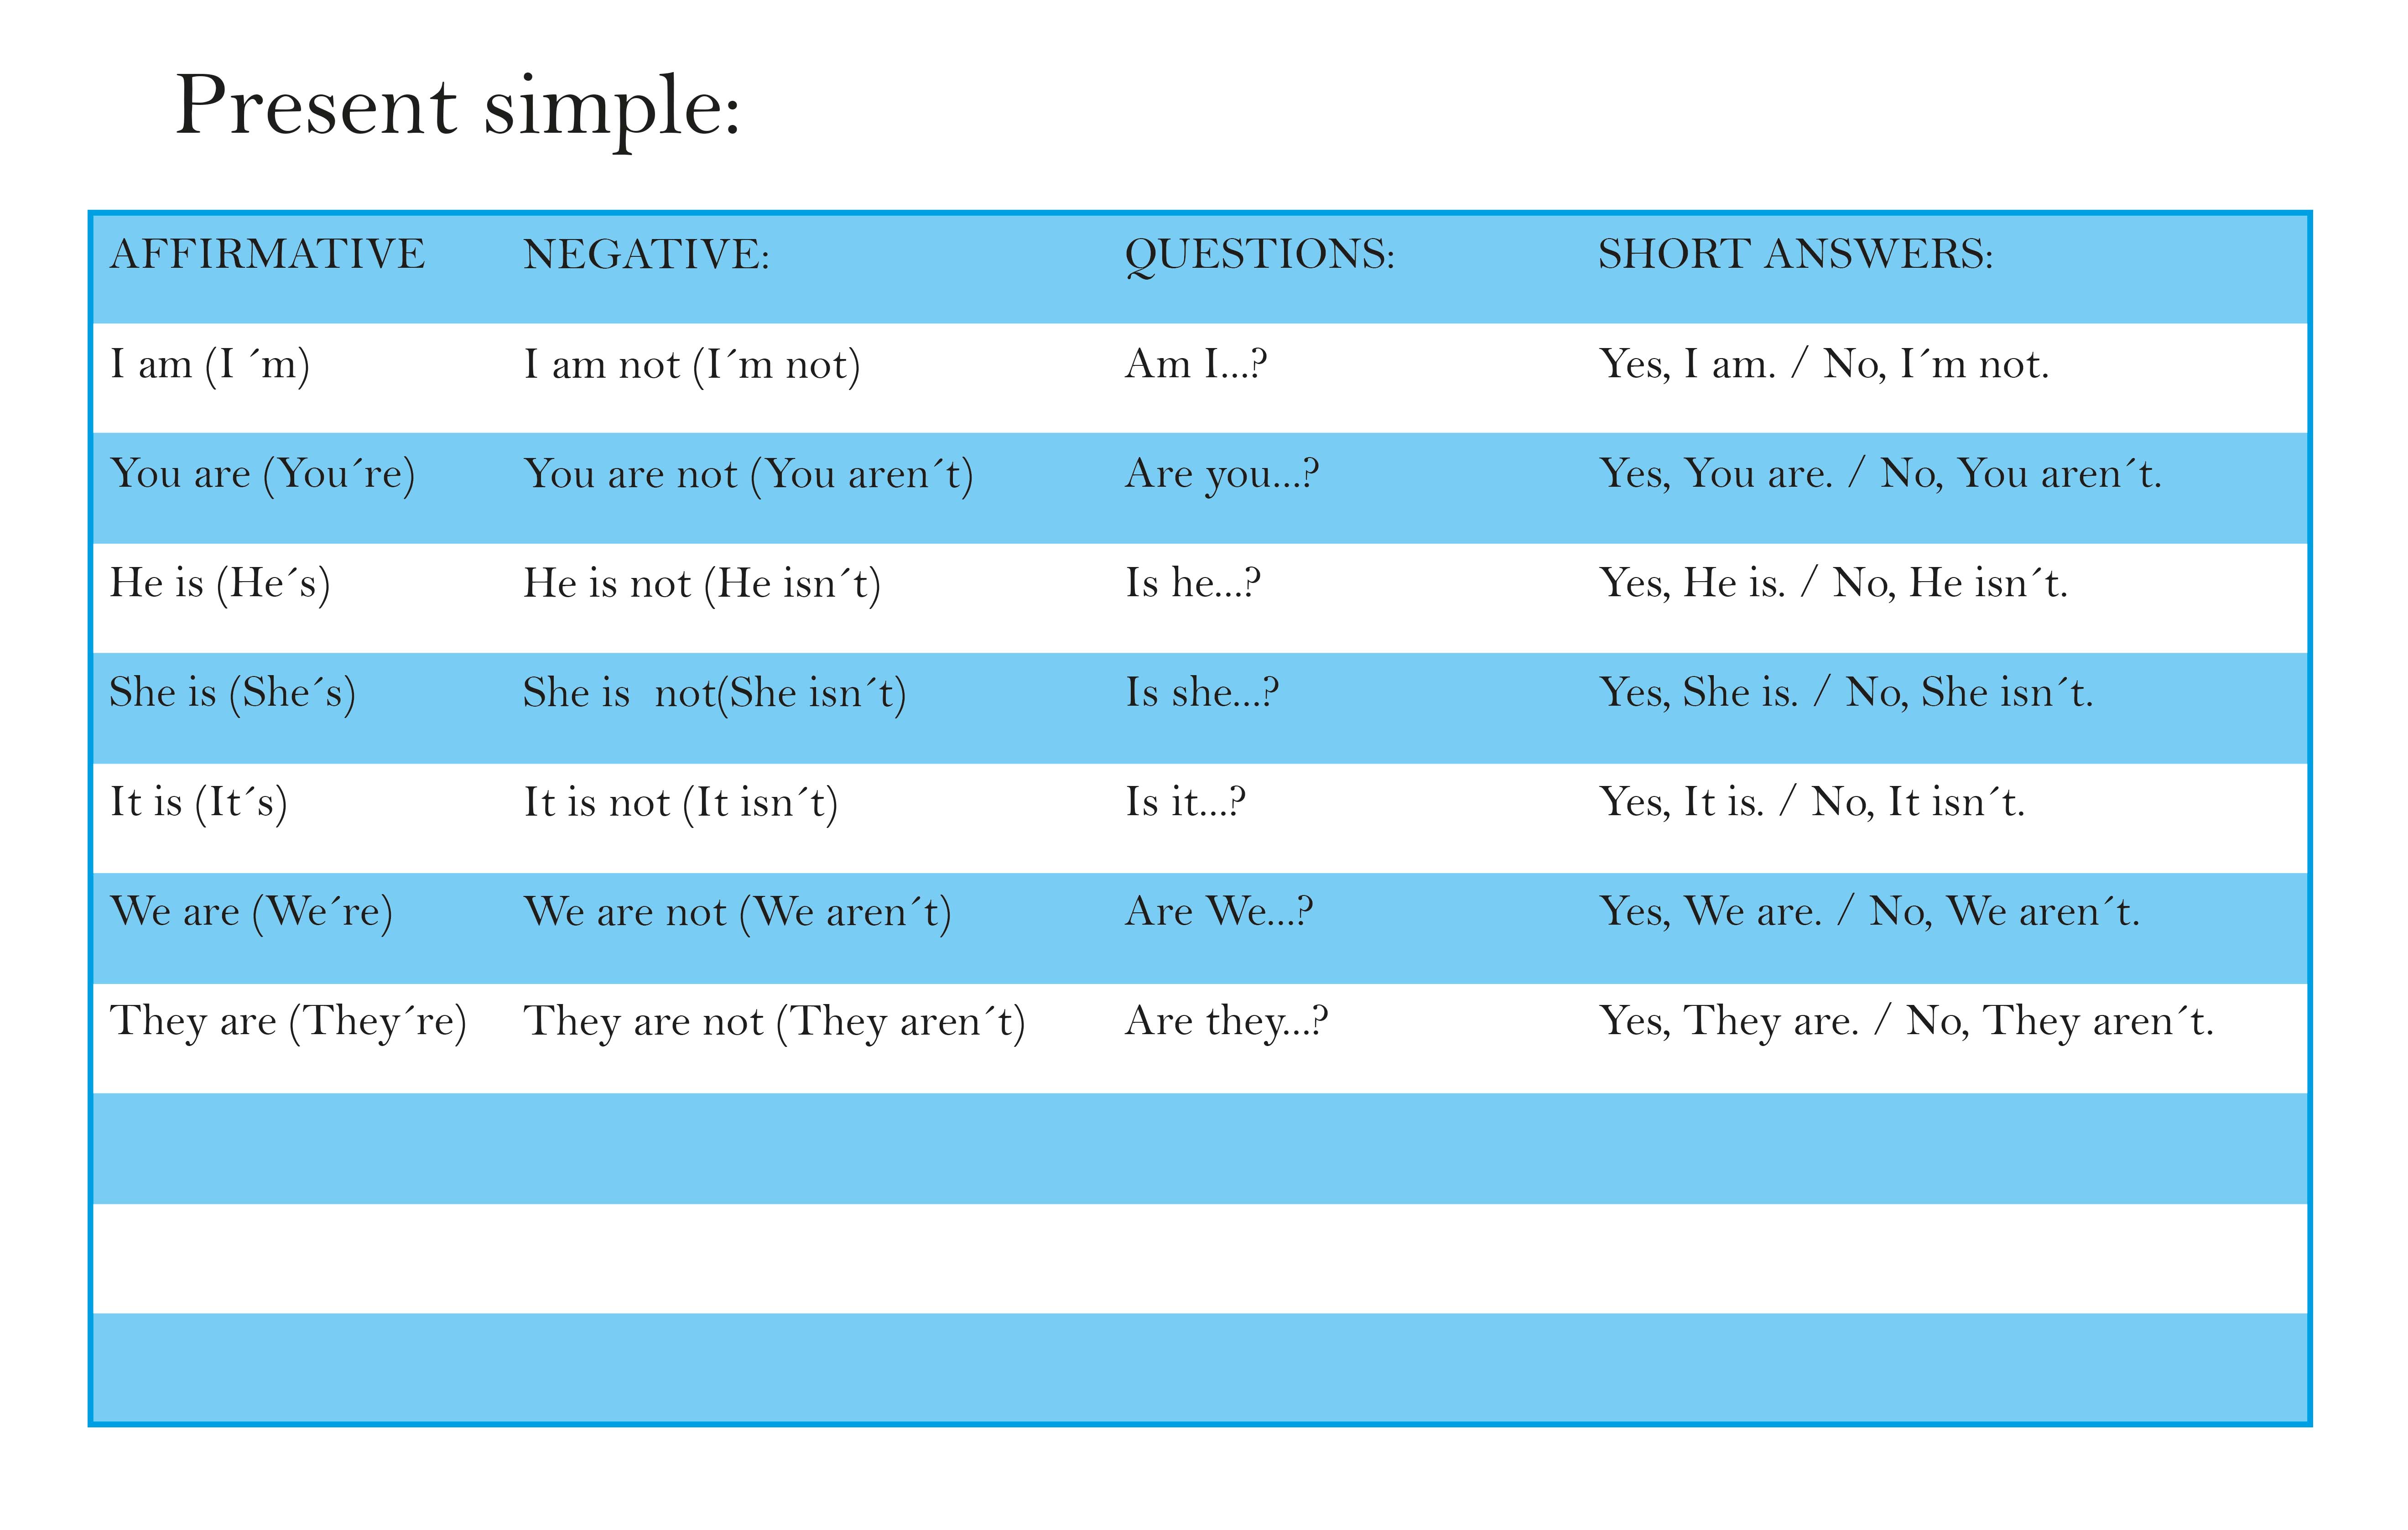 Present simple:
AFFIRMATIVE NEGATIVE: QUESTIONS: SHORT ANSWERS:
I am (I ´m) I am not (I´m not) Am I...? Yes, I am. / No, I´m not.
You are (You´re) You are not (You aren´t) Are you...? Yes, You are. / No, You aren´t.
He is (He´s) He is not (He isn´t) Is he...? Yes, He is. / No, He isn´t.
She is (She´s) She is  not(She isn´t) Is she...? Yes, She is. / No, She isn´t.
It is (It´s) It is not (It isn´t) Is it...? Yes, It is. / No, It isn´t.
We are (We´re) We are not (We aren´t) Are We...? Yes, We are. / No, We aren´t.
They are (They´re) They are not (They aren´t) Are they...? Yes, They are. / No, They aren´t.